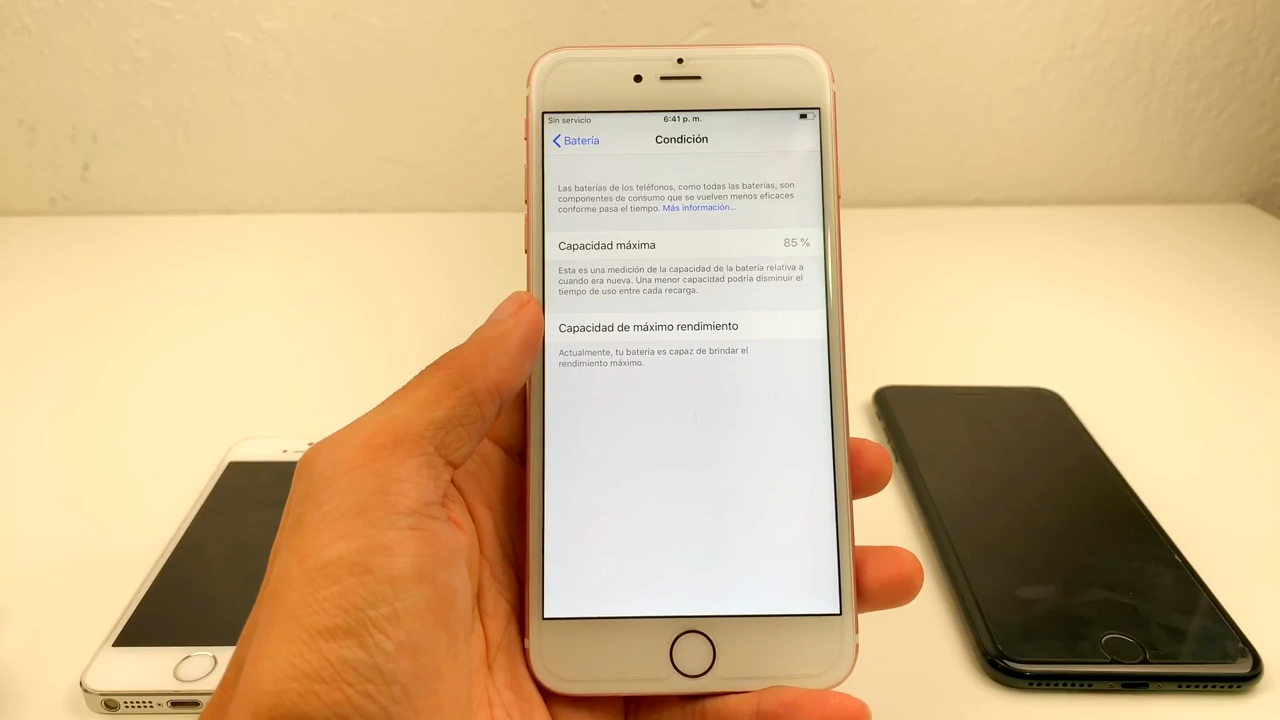 Sin servicio 6:41 p. m.
Batería Condición
Las baterías de los teléfonos, como todas las baterías, son
componentes de consumo que se vuelven menos eficaces
conforme pasa el tiempo. Más información...
Capacidad máxima 85 %
Esta es una medición de la capacidad de la batería relativa a
cuando era nueva. Una menor capacidad podría disminuir el
tiempo de uso entre cada recarga.
Capacidad de máximo rendimiento
Actualmente, tu batería es capaz de brindar el
rendimiento máximo.